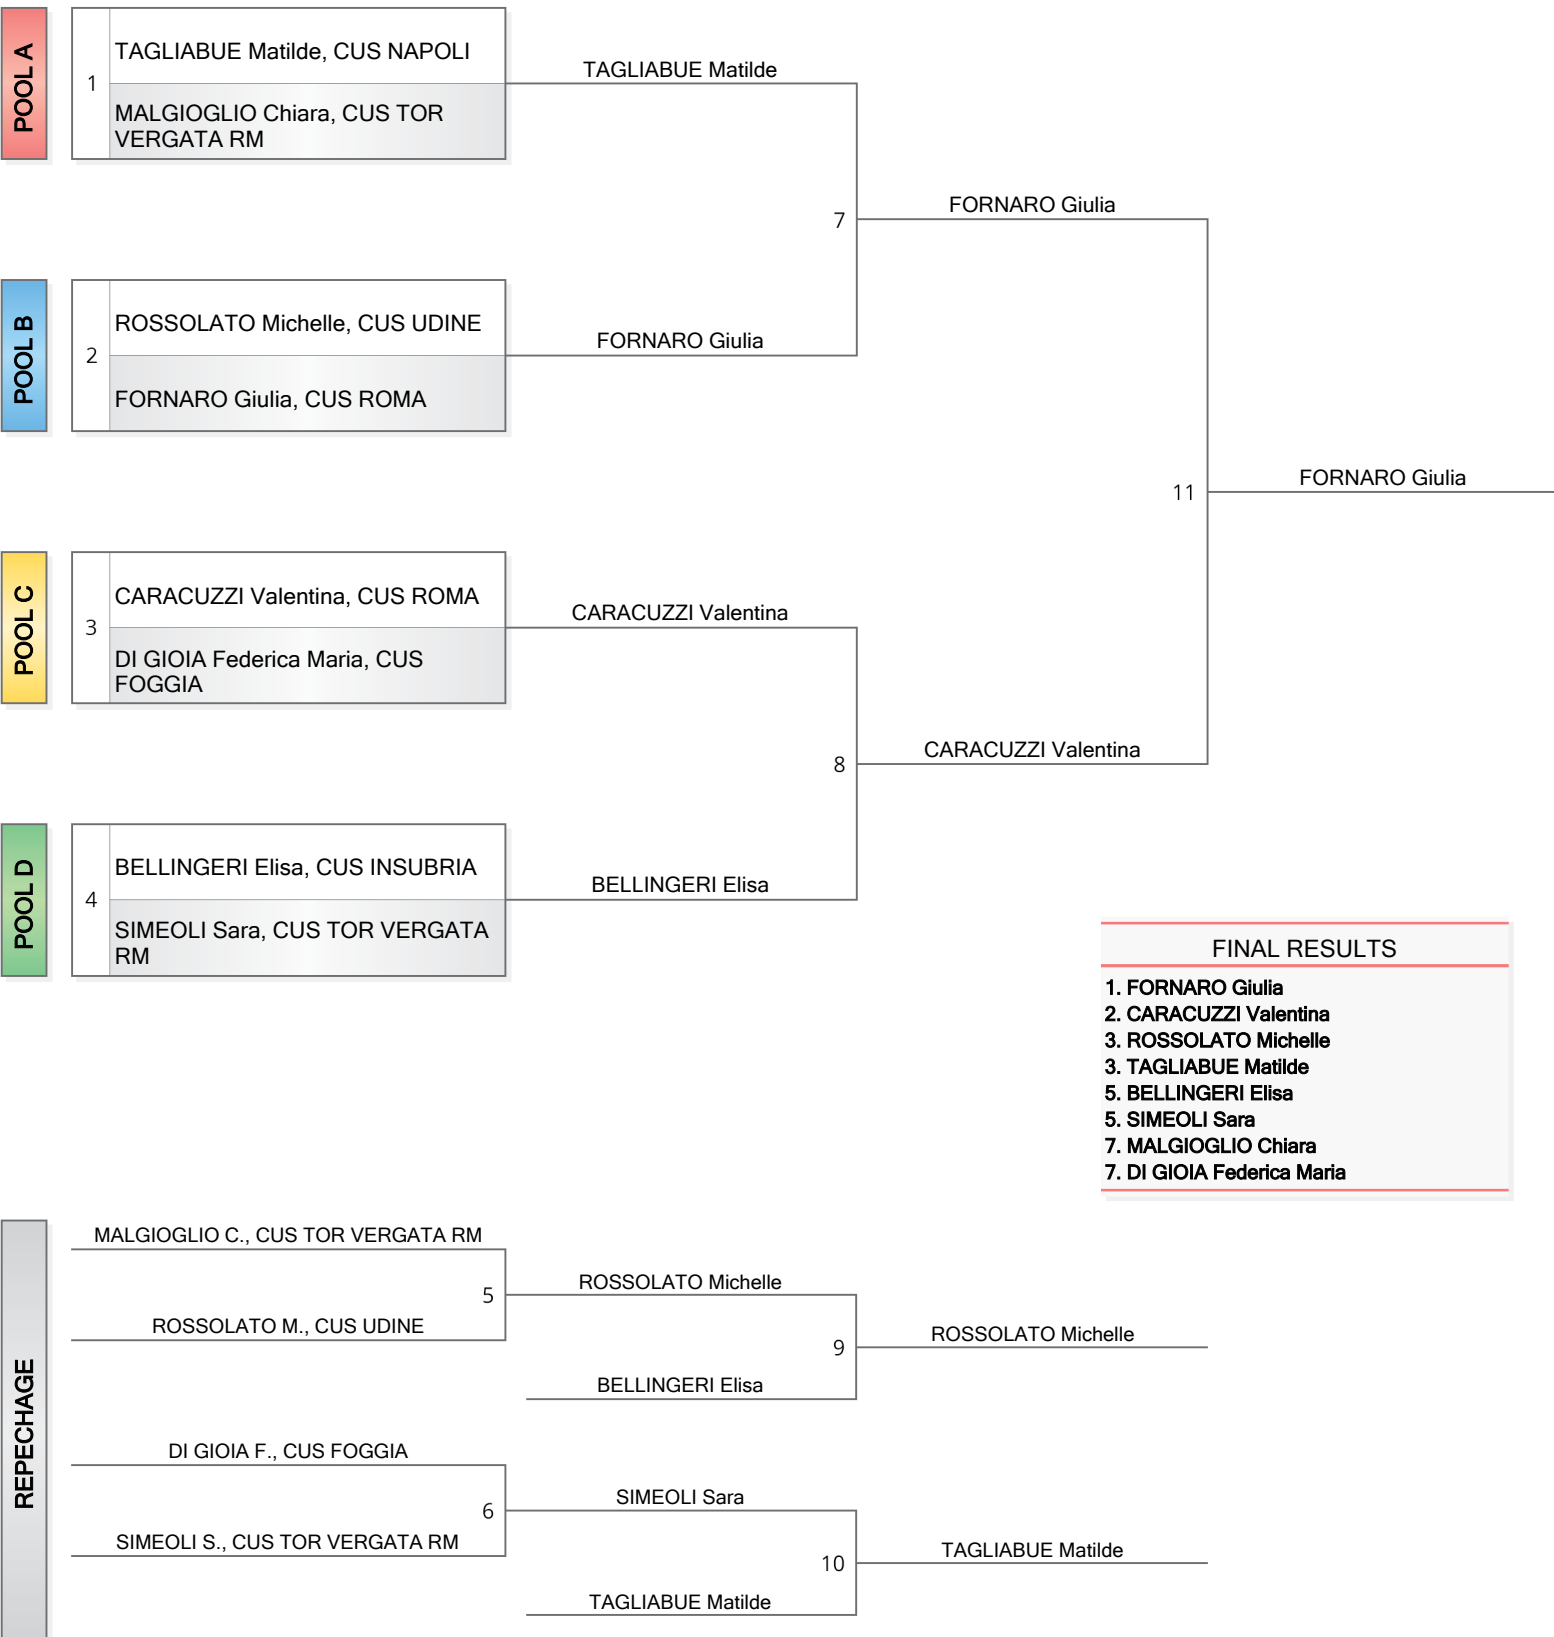 POOL A
1
TAGLIABUE Matilde, CUS NAPOLI
MALGIOGLIO Chiara, CUS TOR
VERGATA RM
TAGLIABUE Matilde
7
FORNARO Giulia
POOL B
2
ROSSOLATO Michelle, CUS UDINE
FORNARO Giulia, CUS ROMA
FORNARO Giulia
11
FORNARO Giulia
POOL C
3
CARACUZZI Valentina, CUS ROMA
DI GIOIA Federica Maria, CUS
FOGGIA
CARACUZZI Valentina
8
CARACUZZI Valentina
POOL D
4
BELLINGERI Elisa, CUS INSUBRIA
SIMEOLI Sara, CUS TOR VERGATA
RM
BELLINGERI Elisa
FINAL RESULTS
1. FORNARO Giulia
2. CARACUZZI Valentina
3. ROSSOLATO Michelle
3. TAGLIABUE Matilde
5. BELLINGERI Elisa
5. SIMEOLI Sara
7. MALGIOGLIO Chiara
7. DI GIOIA Federica Maria
REPECHAGE
MALGIOGLIO C., CUS TOR VERGATA RM
5
ROSSOLATO M., CUS UDINE
ROSSOLATO Michelle
9
BELLINGERI Elisa
ROSSOLATO Michelle
DI GIOIA F., CUS FOGGIA
6
SIMEOLI S., CUS TOR VERGATA RM
SIMEOLI Sara
10
TAGLIABUE Matilde
TAGLIABUE Matilde